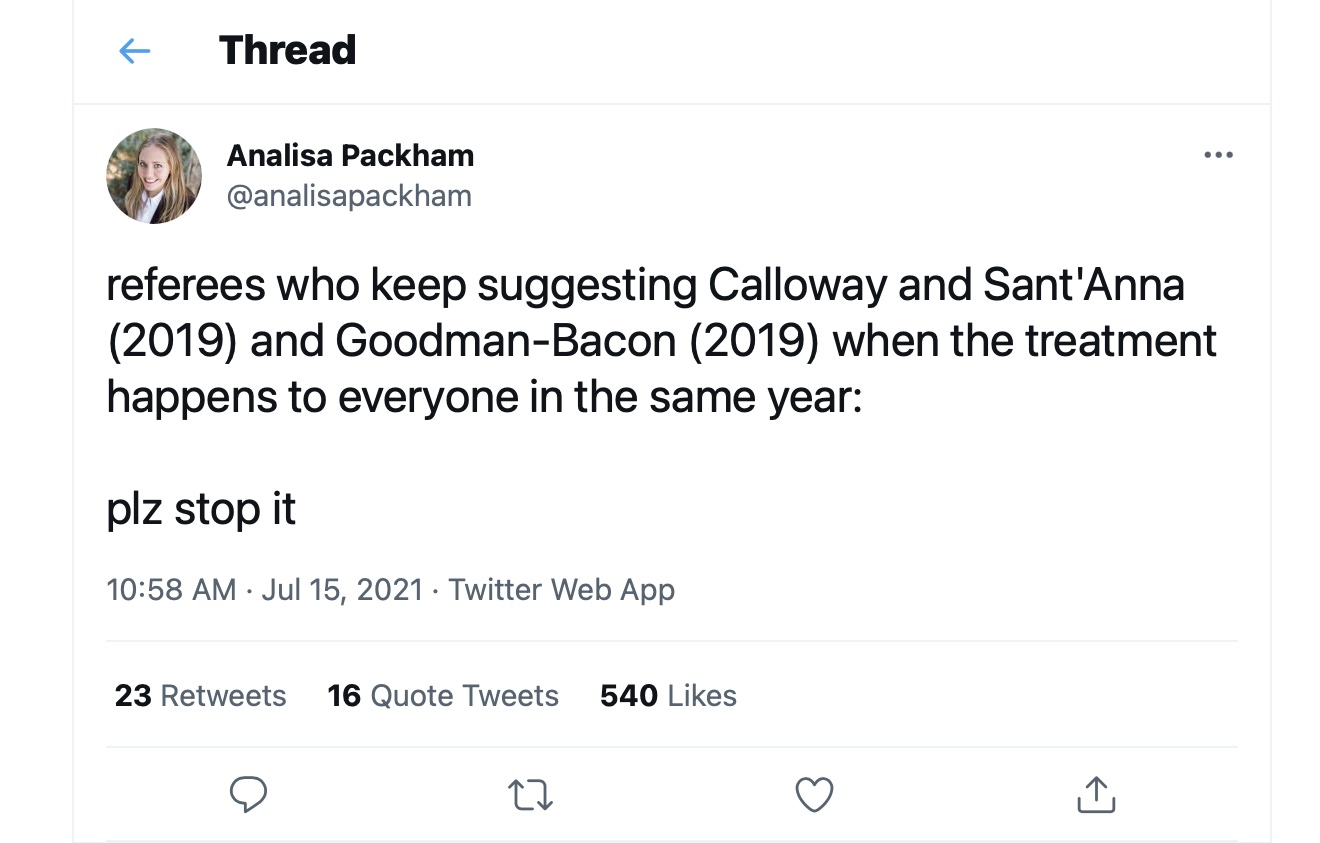 Thread
Analisa Packham
@analisapackham
referees who keep suggesting Calloway and Sant'Anna
(2019) and Goodman-Bacon (2019) when the treatment
happens to everyone in the same year:
plz stop it
10:58 AM · Jul 15, 2021 · Twitter Web App
23 Retweets 16 Quote Tweets 540 Likes